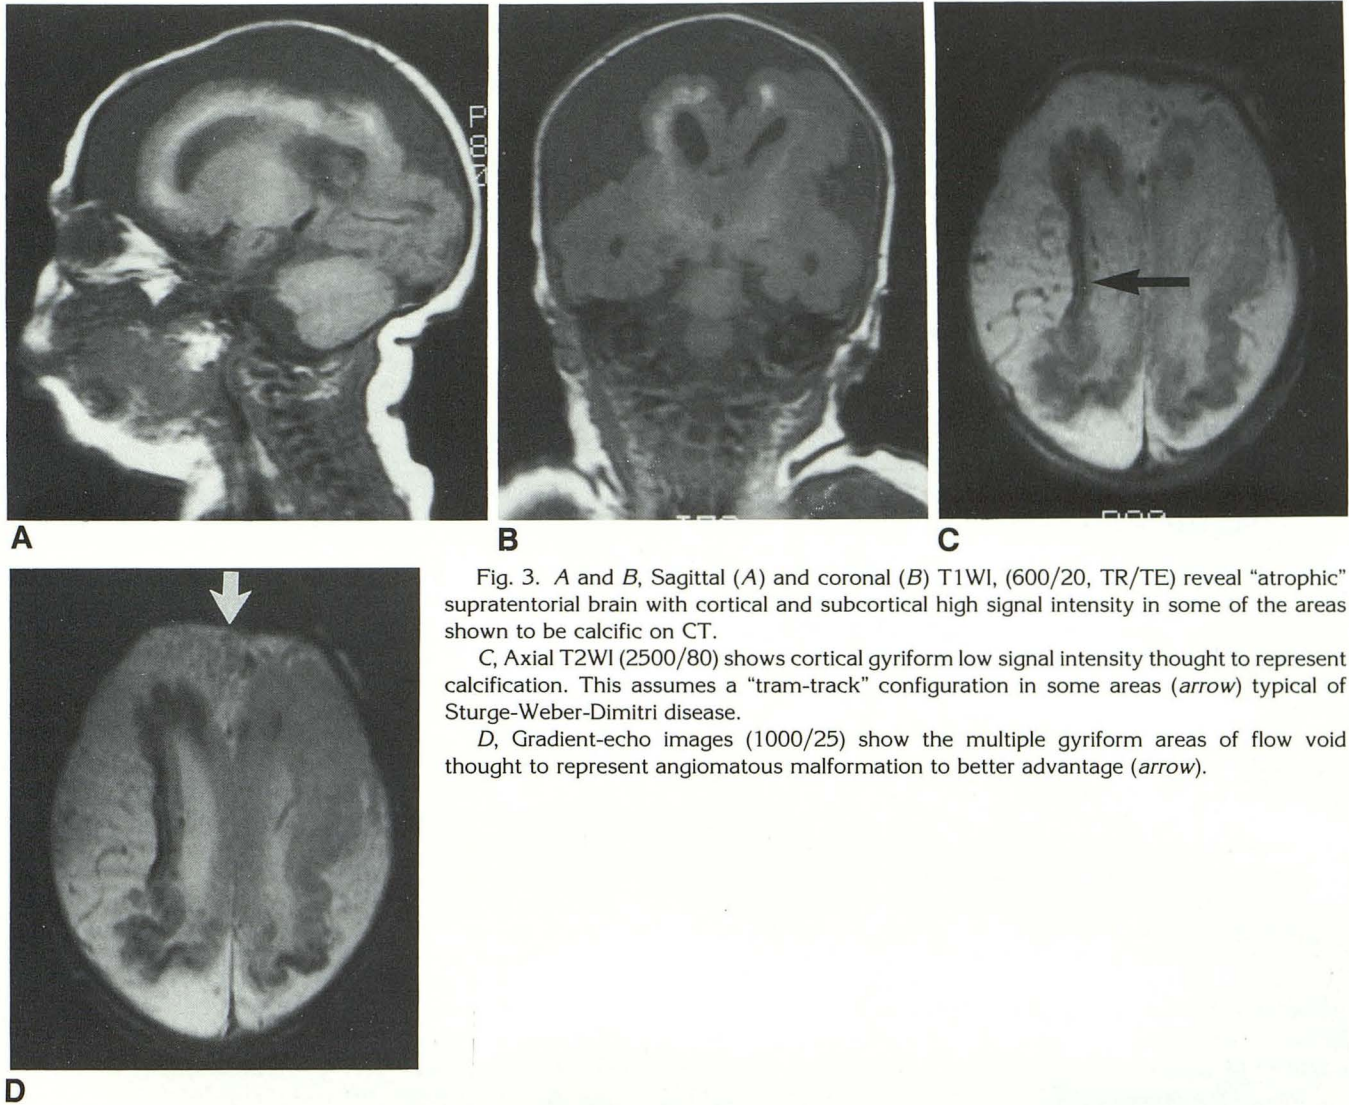 P
8
A
B
C
Fig. 3. A and B, Sagittal (A) and coronal (B) T1WI, (600/20, TR/TE) reveal “atrophic”
supratentorial brain with cortical and subcortical high signal intensity in some of the areas
shown to be calcific on CT.
C, Axial T2WI (2500/80) shows cortical gyriform low signal intensity thought to represent
calcification. This assumes a “tram-track” configuration in some areas (arrow) typical of
Sturge-Weber-Dimitri disease.
D, Gradient-echo images (1000/25) show the multiple gyriform areas of flow void
thought to represent angiomatous malformation to better advantage (arrow).
D